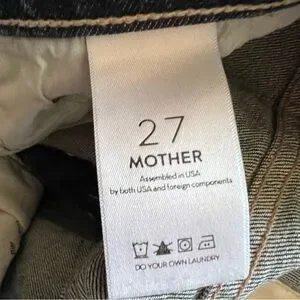 27
MOTHER
Assembled in USA
by both USA and foreign components
DO YOUR OWN LAUNDRY